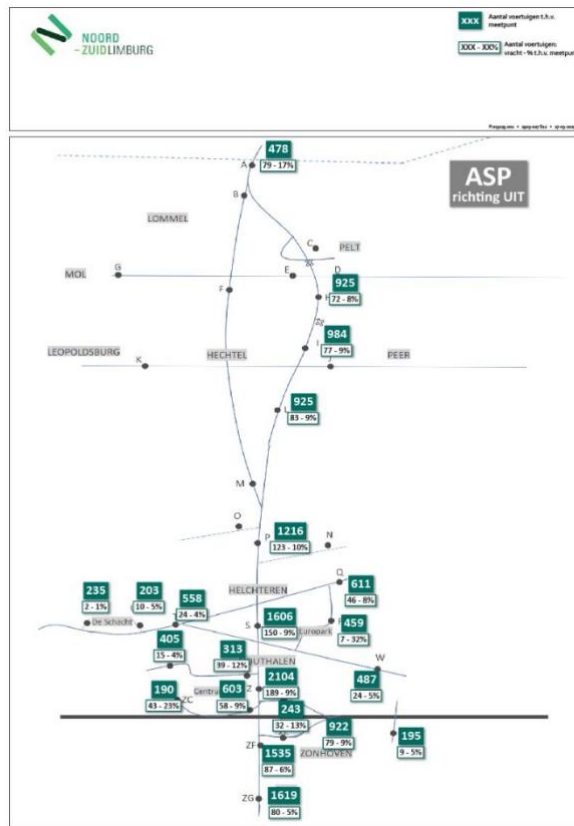 NOORD
-ZUIDLIMBURG
XXX
Aantal voertuigen t.h.v.
meetpunt
XXX - XX%
Aantal voertuigen:
vracht - % t.h.v. meetpunt
ASP
richting UIT
478
A
79 - 17%
B
LOMMEL
C
PELT
MOL
G
E
D
925
72 - 8%
F
984
77 - 9%
I
LEOPOLDSBURG
K
HECHTEL
PEER
925
83 - 9%
M
O
1216
P
123 - 10%
N
HELCHTEREN
Q
611
46 - 8%
235
2 - 1%
203
10 - 5%
558
24 - 4%
De Schacht
S
1606
150 - 9%
Europark
459
7 - 32%
405
15 - 4%
313
39 - 12%
W
487
24 - 5%
190
43 - 23%
ZC
603
58 - 9%
Z
2104
189 - 9%
243
32 - 13%
922
79 - 9%
195
9 - 5%
ZF
1535
87 - 6%
ZONHOVEN
ZG
1619
80 - 5%